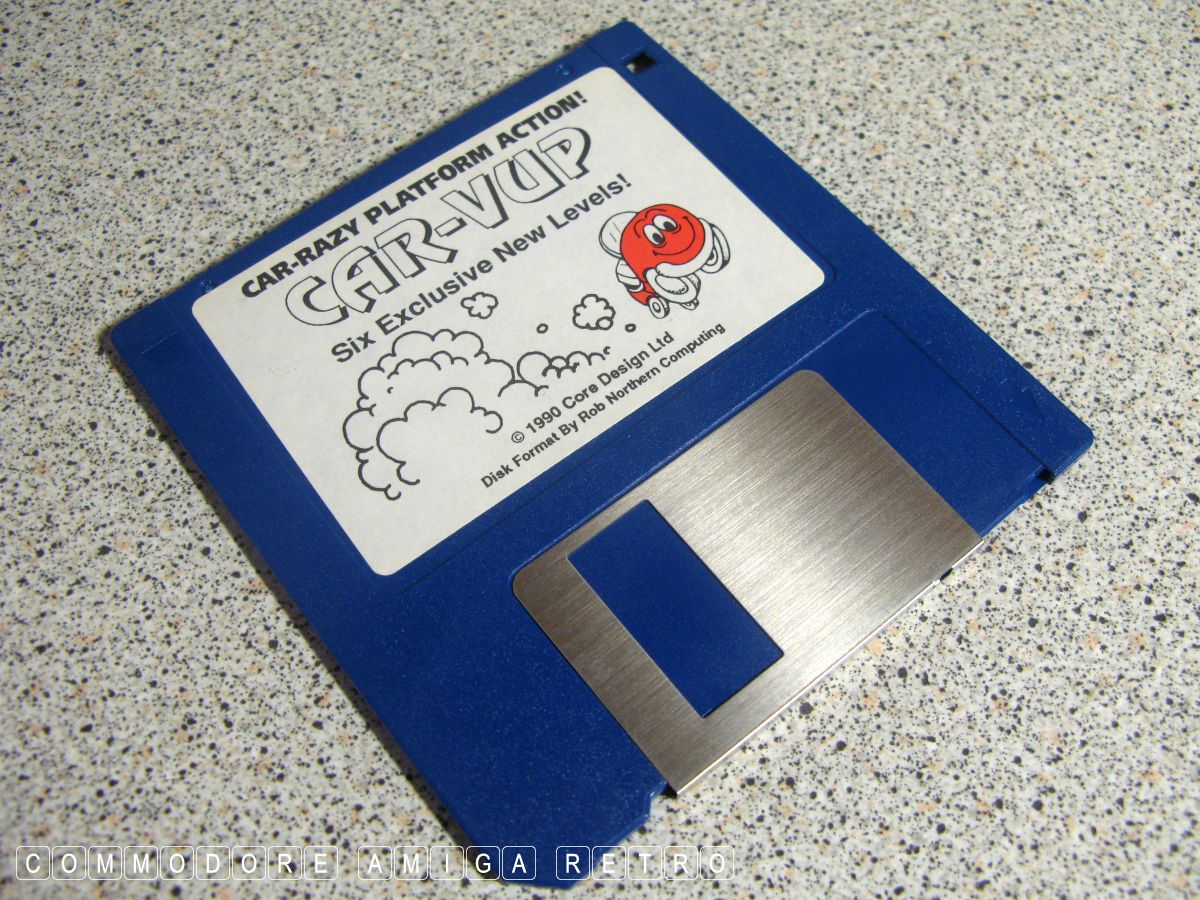 CAR-RAZY PLATFORM ACTION!
CAR-VUP
Six Exclusive New Levels!
© 1990 Core Design Ltd
Disk Format By Rob Northern Computing
COMMODORE AMIGA RETRO